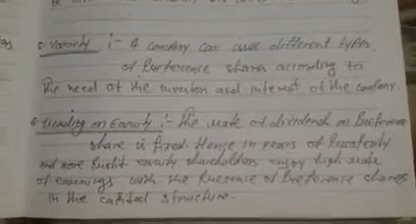 5. Variety :- A company can issue different types
of Preference shares according to
the need of the investors and interest of the company.
6. Trading on Equity :- The rate of dividend on Preference
share is fixed. Hence in years of Prosperity
and more Profit equity shareholders enjoy high rate
of earnings with the Presence of Preference shares
in the capital structure.